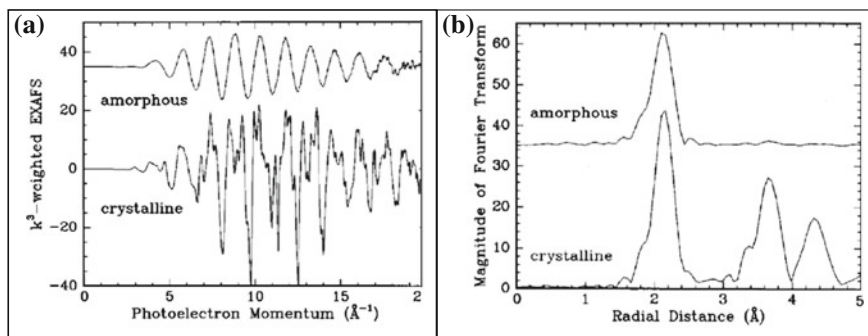 (a)
k³-weighted EXAFS
40
20
0
-20
-40
amorphous
crystalline
0
5
10
15
2
Photoelectron Momentum (Å⁻¹)
(b)
Magnitude of Fourier Transform
60
50
40
30
20
10
0
amorphous
crystalline
0
1
2
3
4
5
Radial Distance (Å)